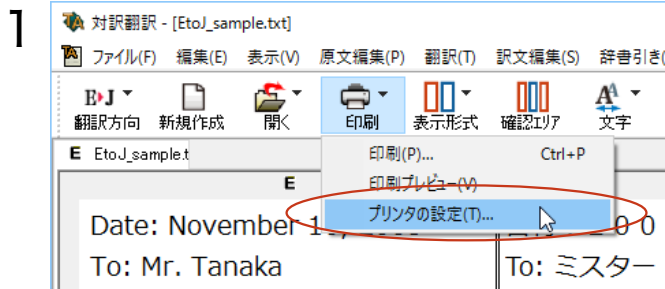 1
対訳翻訳 - [EtoJ_sample.txt]
ファイル(F) 編集(E) 表示(V) 原文編集(P) 翻訳(T) 訳文編集(S) 辞書引き(
E▸J
翻訳方向 新規作成 開く 印刷 表示形式 確認エリア 文字
E EtoJ_sample.t
印刷(P)... Ctrl+P
E
印刷プレビュー(V)
プリンタの設定(T)...
Date: November
To: Mr. Tanaka
To: ミスター